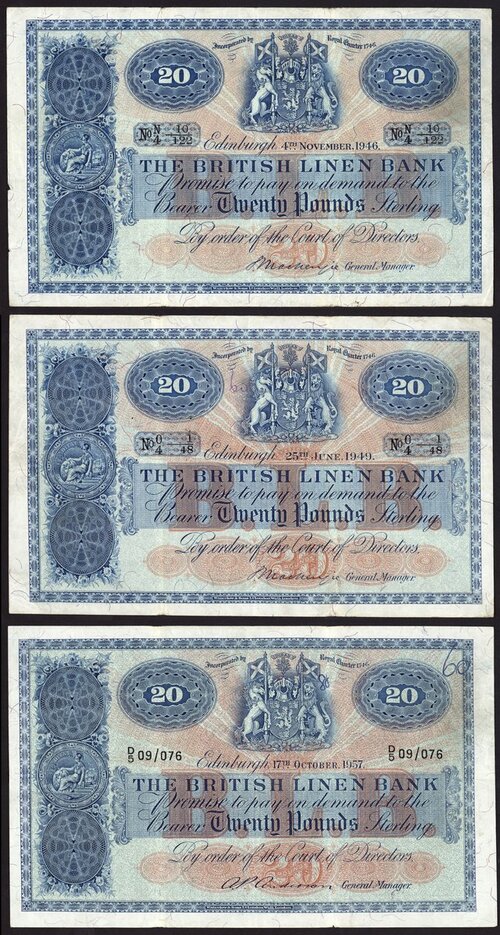 Incorporated by Royal Charter 1746.
20 20
No N/4 10/122 No N/4 10/122
Edinburgh 4TH NOVEMBER, 1946.
THE BRITISH LINEN BANK
Promise to pay on demand to the
Bearer Twenty Pounds Sterling
By order of the Court of Directors.
General Manager
Incorporated by Royal Charter 1746.
20 20
No O/4 1/48 No O/4 1/48
Edinburgh 25TH JUNE, 1949.
THE BRITISH LINEN BANK
Promise to pay on demand to the
Bearer Twenty Pounds Sterling
By order of the Court of Directors.
General Manager
Incorporated by Royal Charter 1746.
60
20 20
D/5 09/076 D/5 09/076
Edinburgh, 17TH OCTOBER, 1957.
THE BRITISH LINEN BANK
Promise to pay on demand to the
Bearer Twenty Pounds Sterling
By order of the Court of Directors.
General Manager